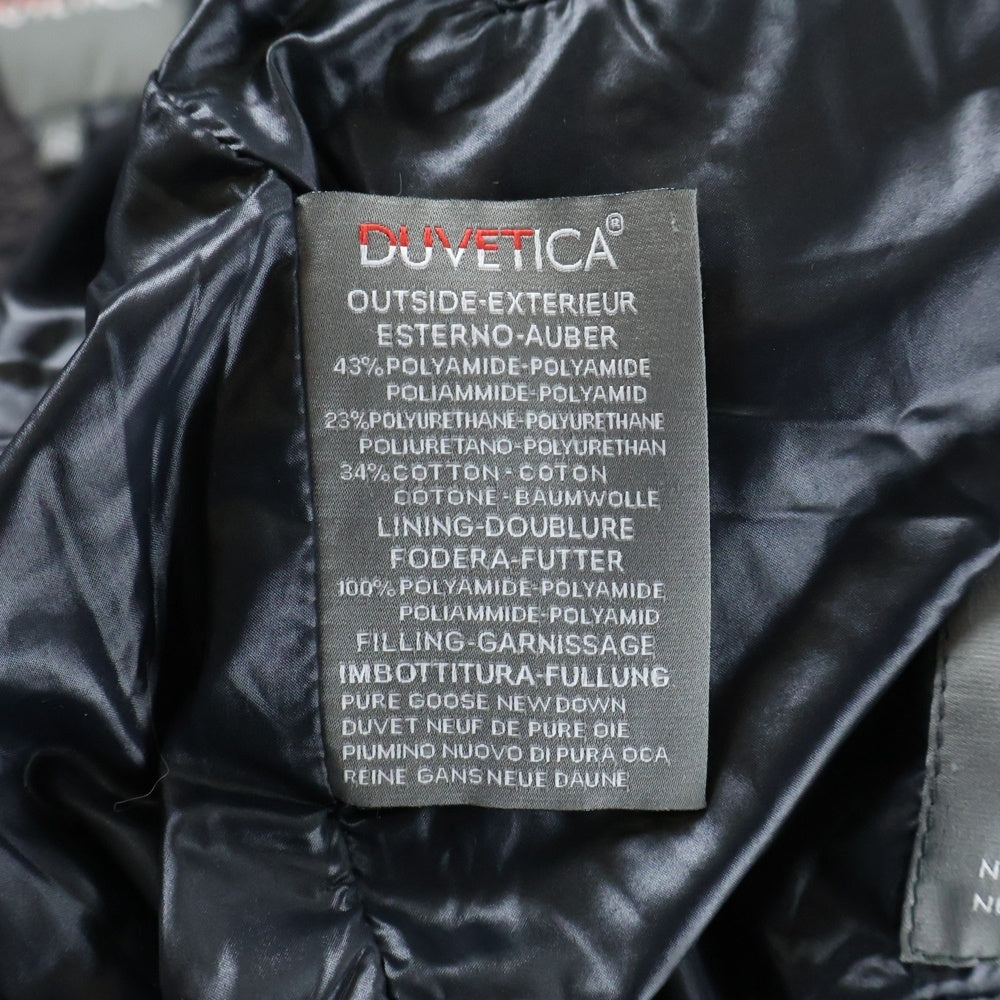 DUVETICA®
OUTSIDE-EXTERIEUR
ESTERNO-AUBER
43%POLYAMIDE-POLYAMIDE
POLIAMMIDE-POLYAMID
23%POLYURETHANE-POLYURETHANE
POLIURETANO-POLYURETHAN
34%COTTON-COTON
COTONE-BAUMWOLLE
LINING-DOUBLURE
FODERA-FUTTER
100%POLYAMIDE-POLYAMIDE
POLIAMMIDE-POLYAMID
FILLING-GARNISSAGE
IMBOTTITURA-FULLUNG
PURE GOOSE NEW DOWN
DUVET NEUF DE PURE OIE
PIUMINO NUOVO DI PURA OCA
REINE GANS NEUE DAUNE